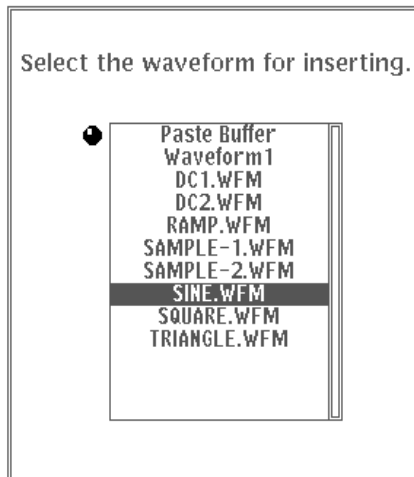 Select the waveform for inserting.
Paste Buffer
Waveform1
DC1.WFM
DC2.WFM
RAMP.WFM
SAMPLE-1.WFM
SAMPLE-2.WFM
SINE.WFM
SQUARE.WFM
TRIANGLE.WFM